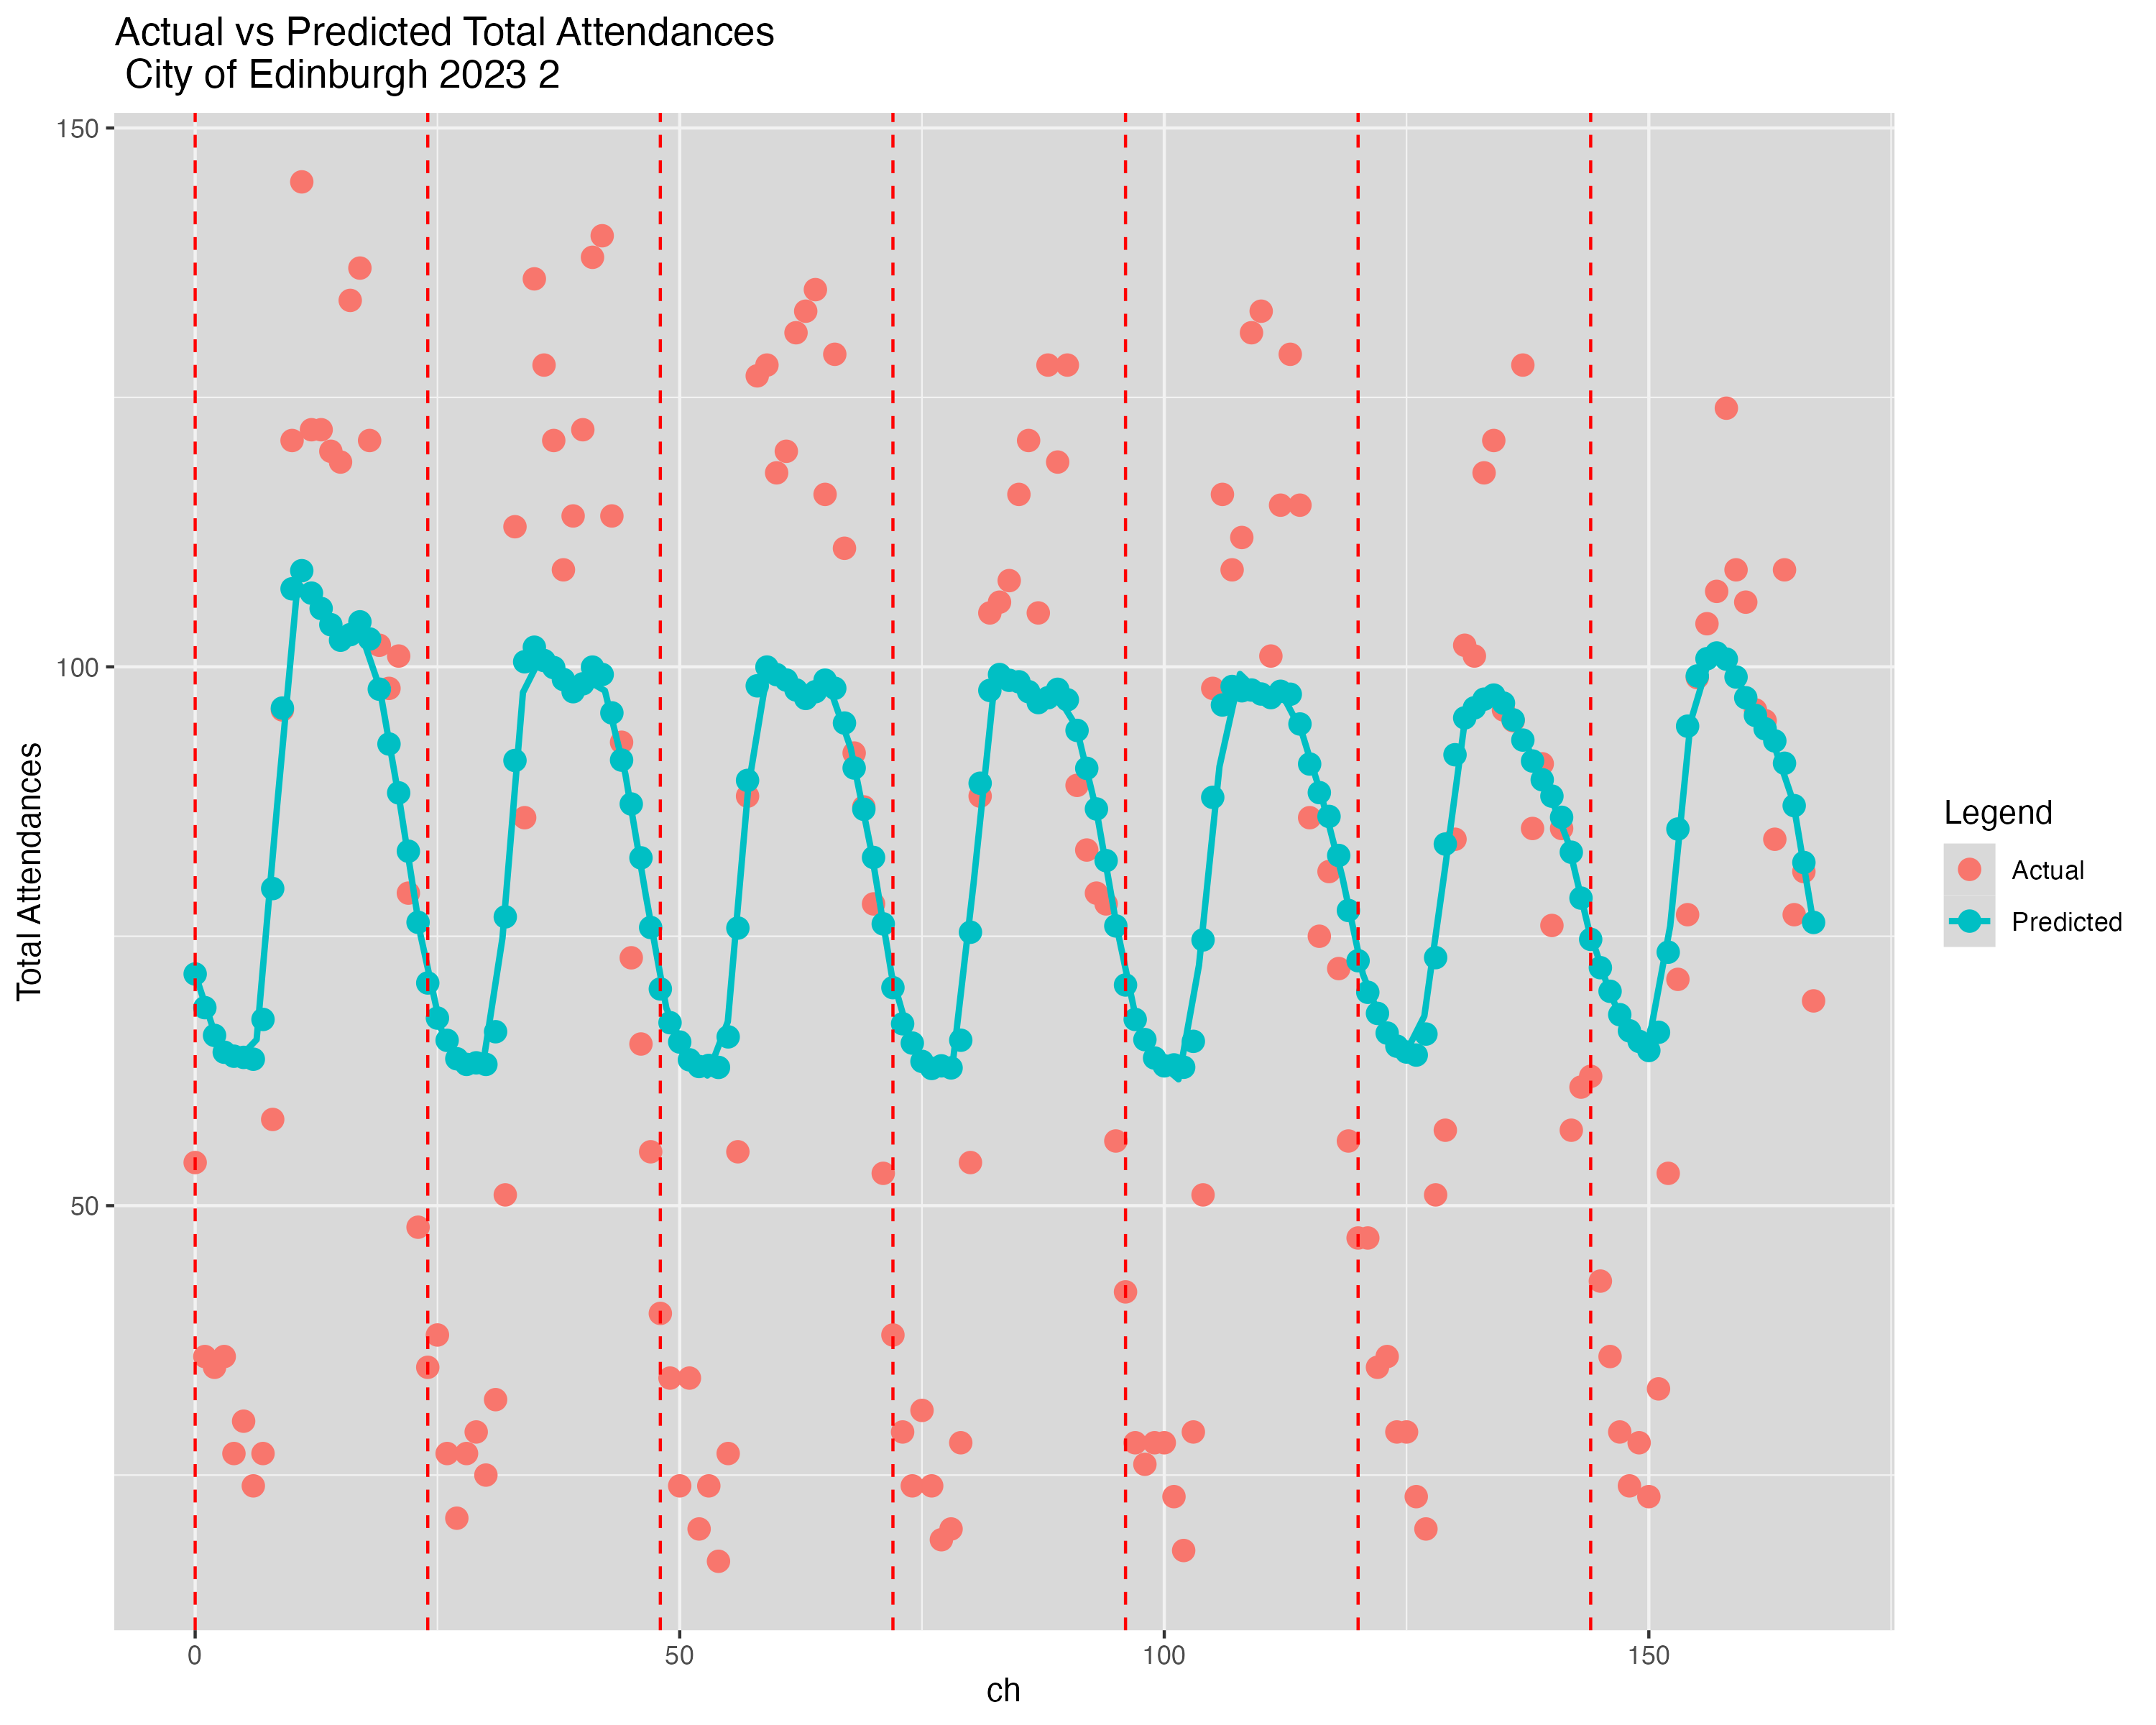 Actual vs Predicted Total Attendances
City of Edinburgh 2023 2
150
100
50
Total Attendances
0
50
100
150
ch
Legend
Actual
Predicted